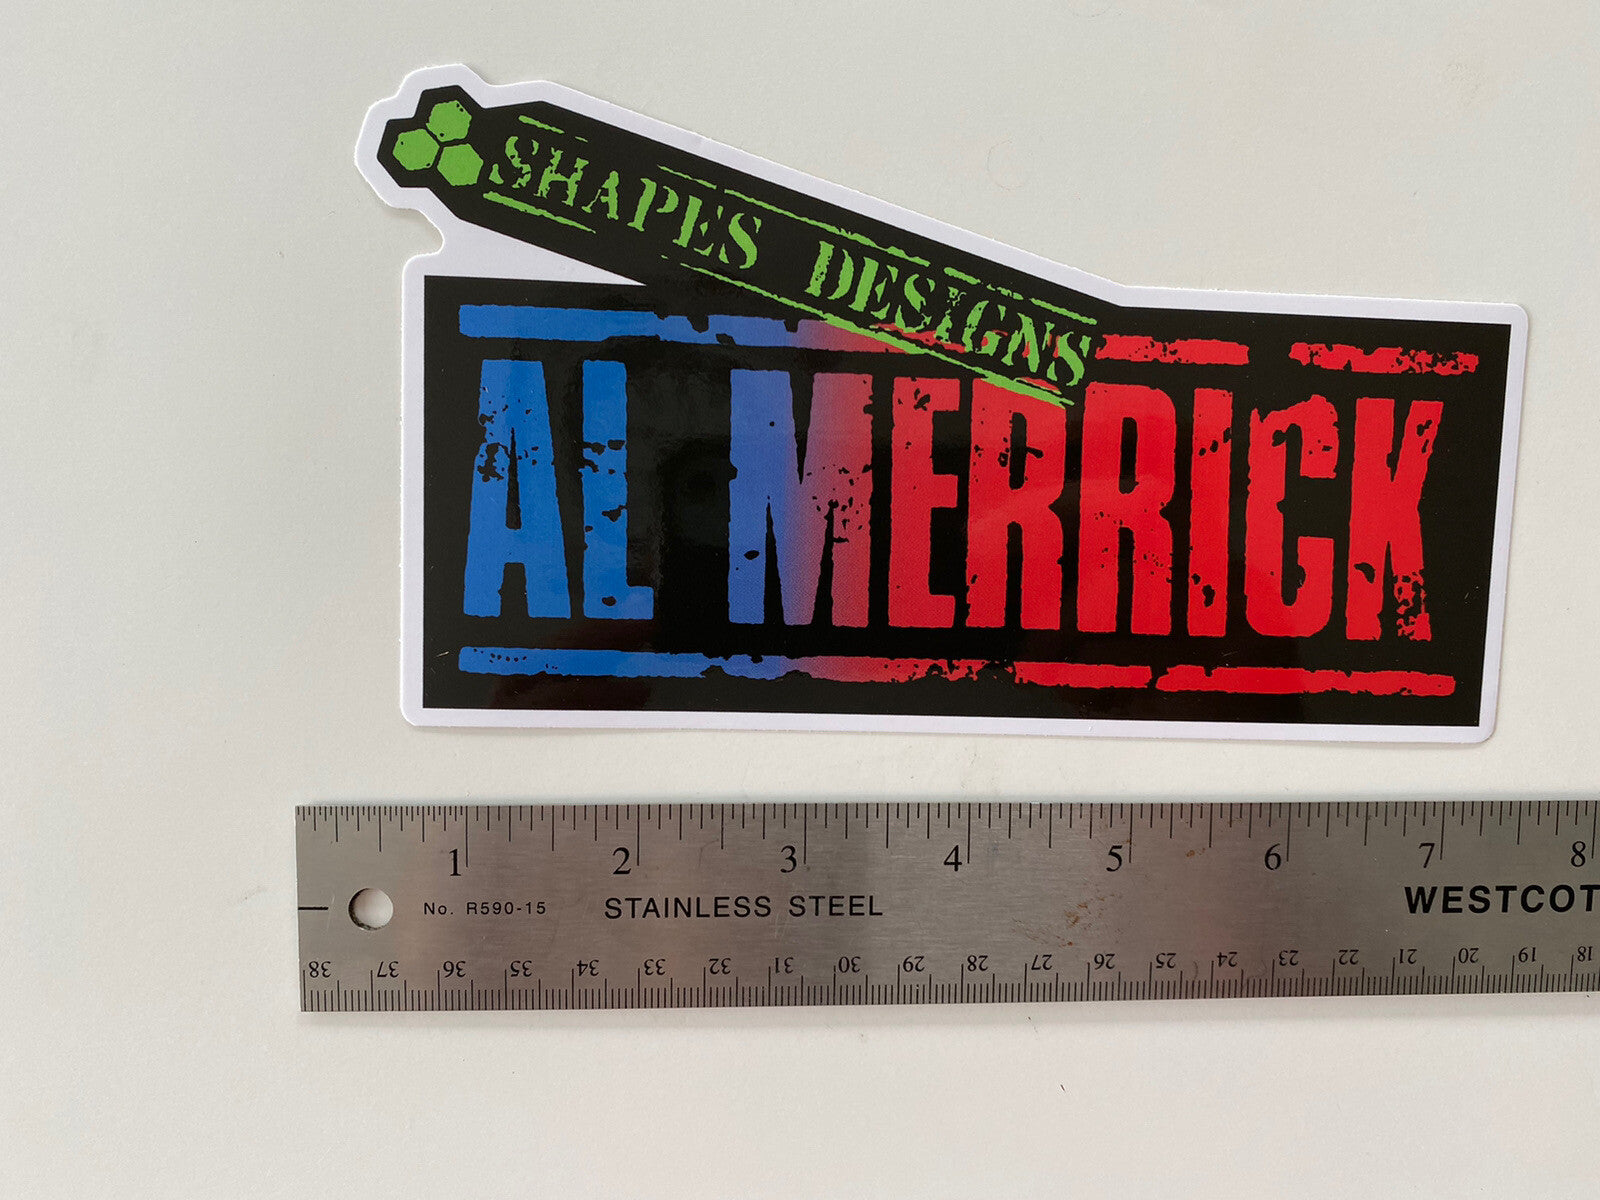 SHAPES DESIGNS
AL MERRICK
1 2 3 4 5 6 7 8
No. R590-15 STAINLESS STEEL WESTCOT
38 37 36 35 34 33 32 31 30 29 28 27 26 25 24 23 22 21 20 19 18